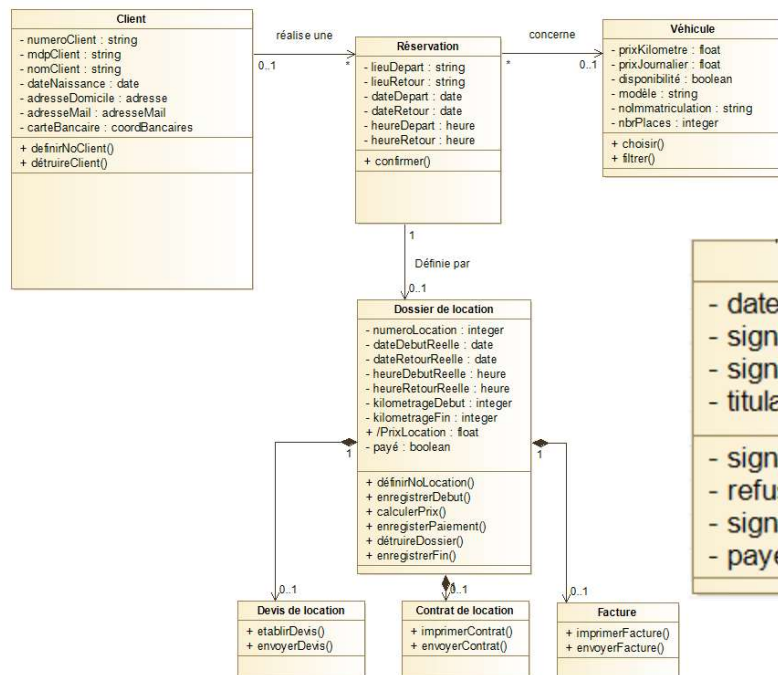 Client
- numeroClient : string
- mdpClient : string
- nomClient : string
- dateNaissance : date
- adresseDomicile : adresse
- adresseMail : adresseMail
- carteBancaire : coordBancaires
+ definirNoClient()
+ détruireClient()
réalise une
0..1
*
Réservation
- lieuDepart : string
- lieuRetour : string
- dateDepart : date
- dateRetour : date
- heureDepart : heure
- heureRetour : heure
+ confirmer()
concerne
*
0..1
Véhicule
- prixKilometre : float
- prixJournalier : float
- disponibilité : boolean
- modèle : string
- noImmatriculation : string
- nbrPlaces : integer
+ choisir()
+ filtrer()
1
Définie par
0..1
Dossier de location
- numeroLocation : integer
- dateDebutReelle : date
- dateRetourReelle : date
- heureDebutReelle : heure
- heureRetourReelle : heure
- kilometrageDebut : integer
- kilometrageFin : integer
+ /PrixLocation : float
- payé : boolean
+ définirNoLocation()
+ enregistrerDebut()
+ calculerPrix()
+ enregisterPaiement()
+ détruireDossier()
+ enregistrerFin()
1
1
0..1
0..1
0..1
Devis de location
+ etablirDevis()
+ envoyerDevis()
Contrat de location
+ imprimerContrat()
+ envoyerContrat()
Facture
+ imprimerFacture()
+ envoyerFacture()
- date
- sign
- sign
- titula
- sign
- refu
- sign
- paye